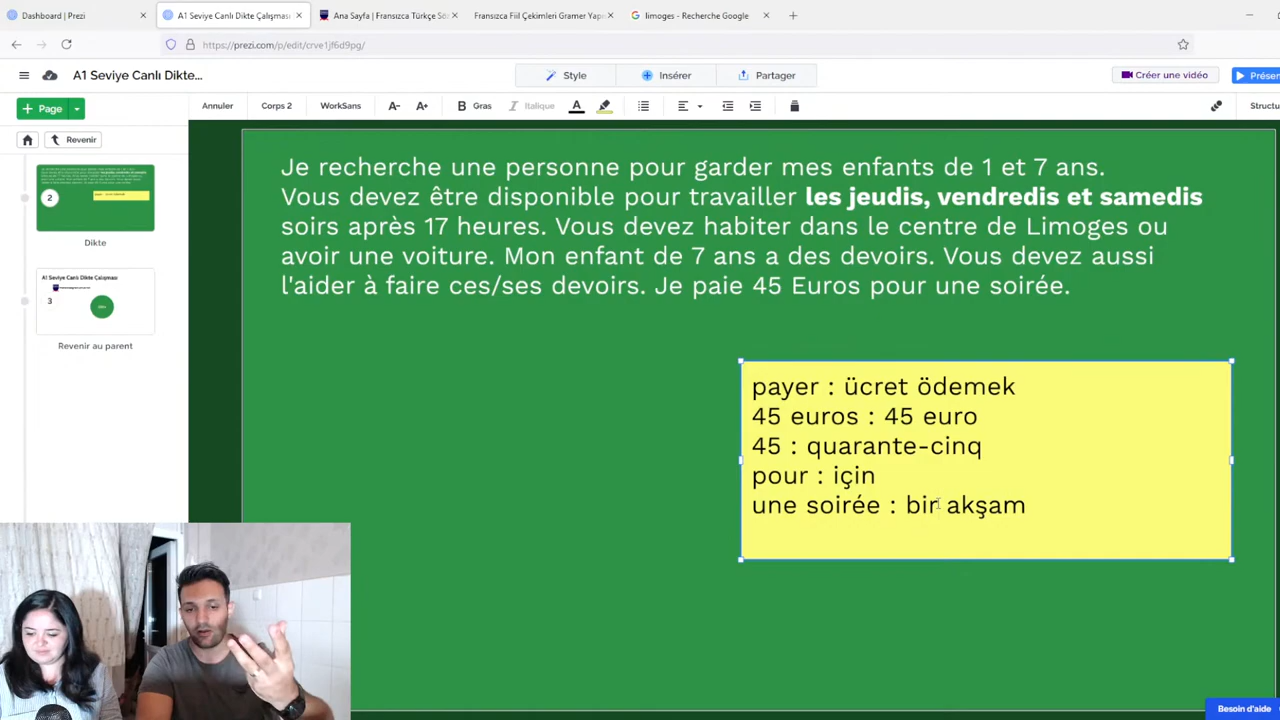 Dashboard | Prezi
A1 Seviye Canlı Dikte Çalışması
Ana Sayfa | Fransızca Türkçe Söz
Fransızca Fiil Çekimleri Gramer Yapı
limoges - Recherche Google
https://prezi.com/p/edit/crve1jf6d9pg/
A1 Seviye Canlı Dikte...
Style
Insérer
Partager
Créer une vidéo
Présen
Page
Annuler
Corps 2
WorkSans
A-
A+
B Gras
I Italique
A
Structu
Revenir
2
Dikte
A1 Seviye Canlı Dikte Çalışması
3
Revenir au parent
Je recherche une personne pour garder mes enfants de 1 et 7 ans.
Vous devez être disponible pour travailler les jeudis, vendredis et samedis
soirs après 17 heures. Vous devez habiter dans le centre de Limoges ou
avoir une voiture. Mon enfant de 7 ans a des devoirs. Vous devez aussi
l'aider à faire ces/ses devoirs. Je paie 45 Euros pour une soirée.
payer : ücret ödemek
45 euros : 45 euro
45 : quarante-cinq
pour : için
une soirée : bir akşam
Besoin d'aide